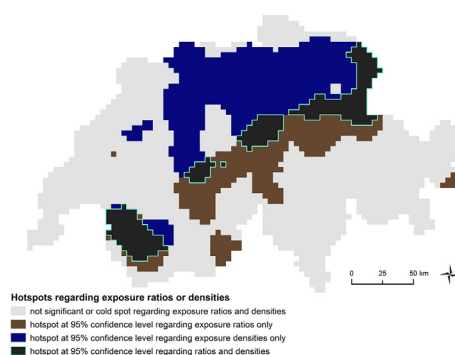 0 25 50 km
Hotspots regarding exposure ratios or densities
not significant or cold spot regarding exposure ratios and densities
hotspot at 95% confidence level regarding exposure ratios only
hotspot at 95% confidence level regarding exposure densities only
hotspot at 95% confidence level regarding ratios and densities